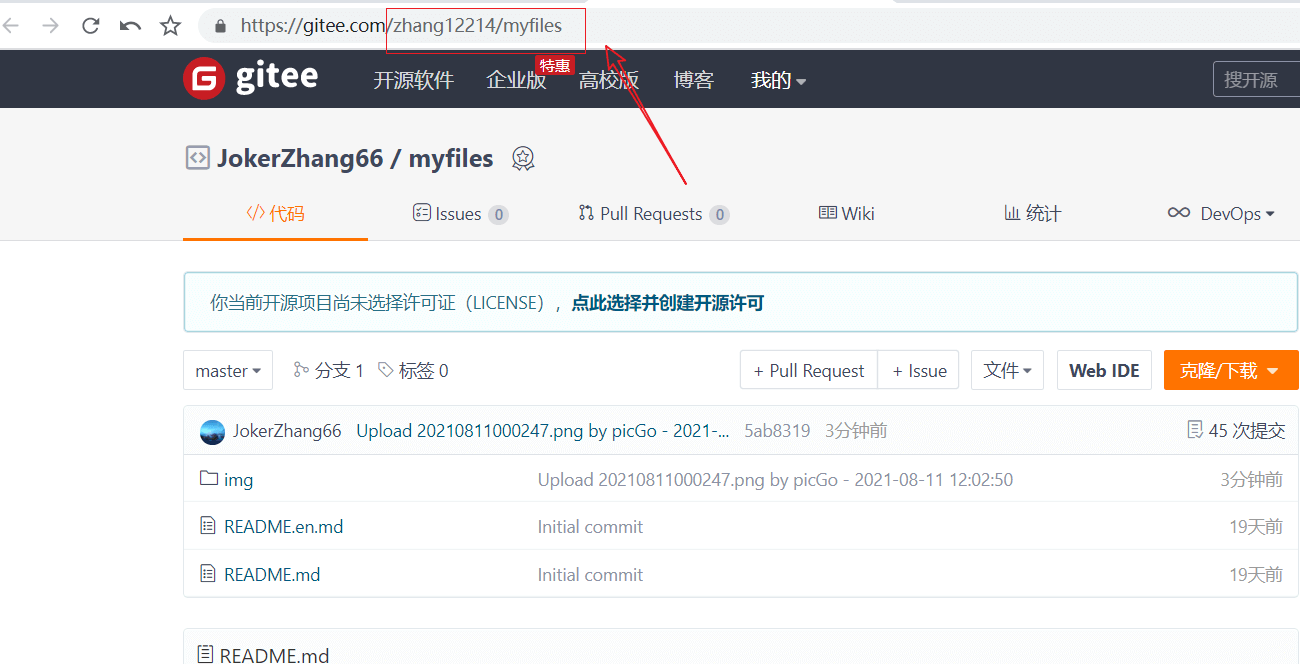 https://gitee.com/zhang12214/myfiles
G gitee 开源软件 企业版 特惠 高校版 博客 我的 搜开源
JokerZhang66 / myfiles
代码 Issues 0 Pull Requests 0 Wiki 统计 DevOps
你当前开源项目尚未选择许可证（LICENSE），点此选择并创建开源许可
master 分支 1 标签 0 + Pull Request + Issue 文件 Web IDE 克隆/下载
JokerZhang66 Upload 20210811000247.png by picGo - 2021-... 5ab8319 3分钟前 45 次提交
img Upload 20210811000247.png by picGo - 2021-08-11 12:02:50 3分钟前
README.en.md Initial commit 19天前
README.md Initial commit 19天前
README.md